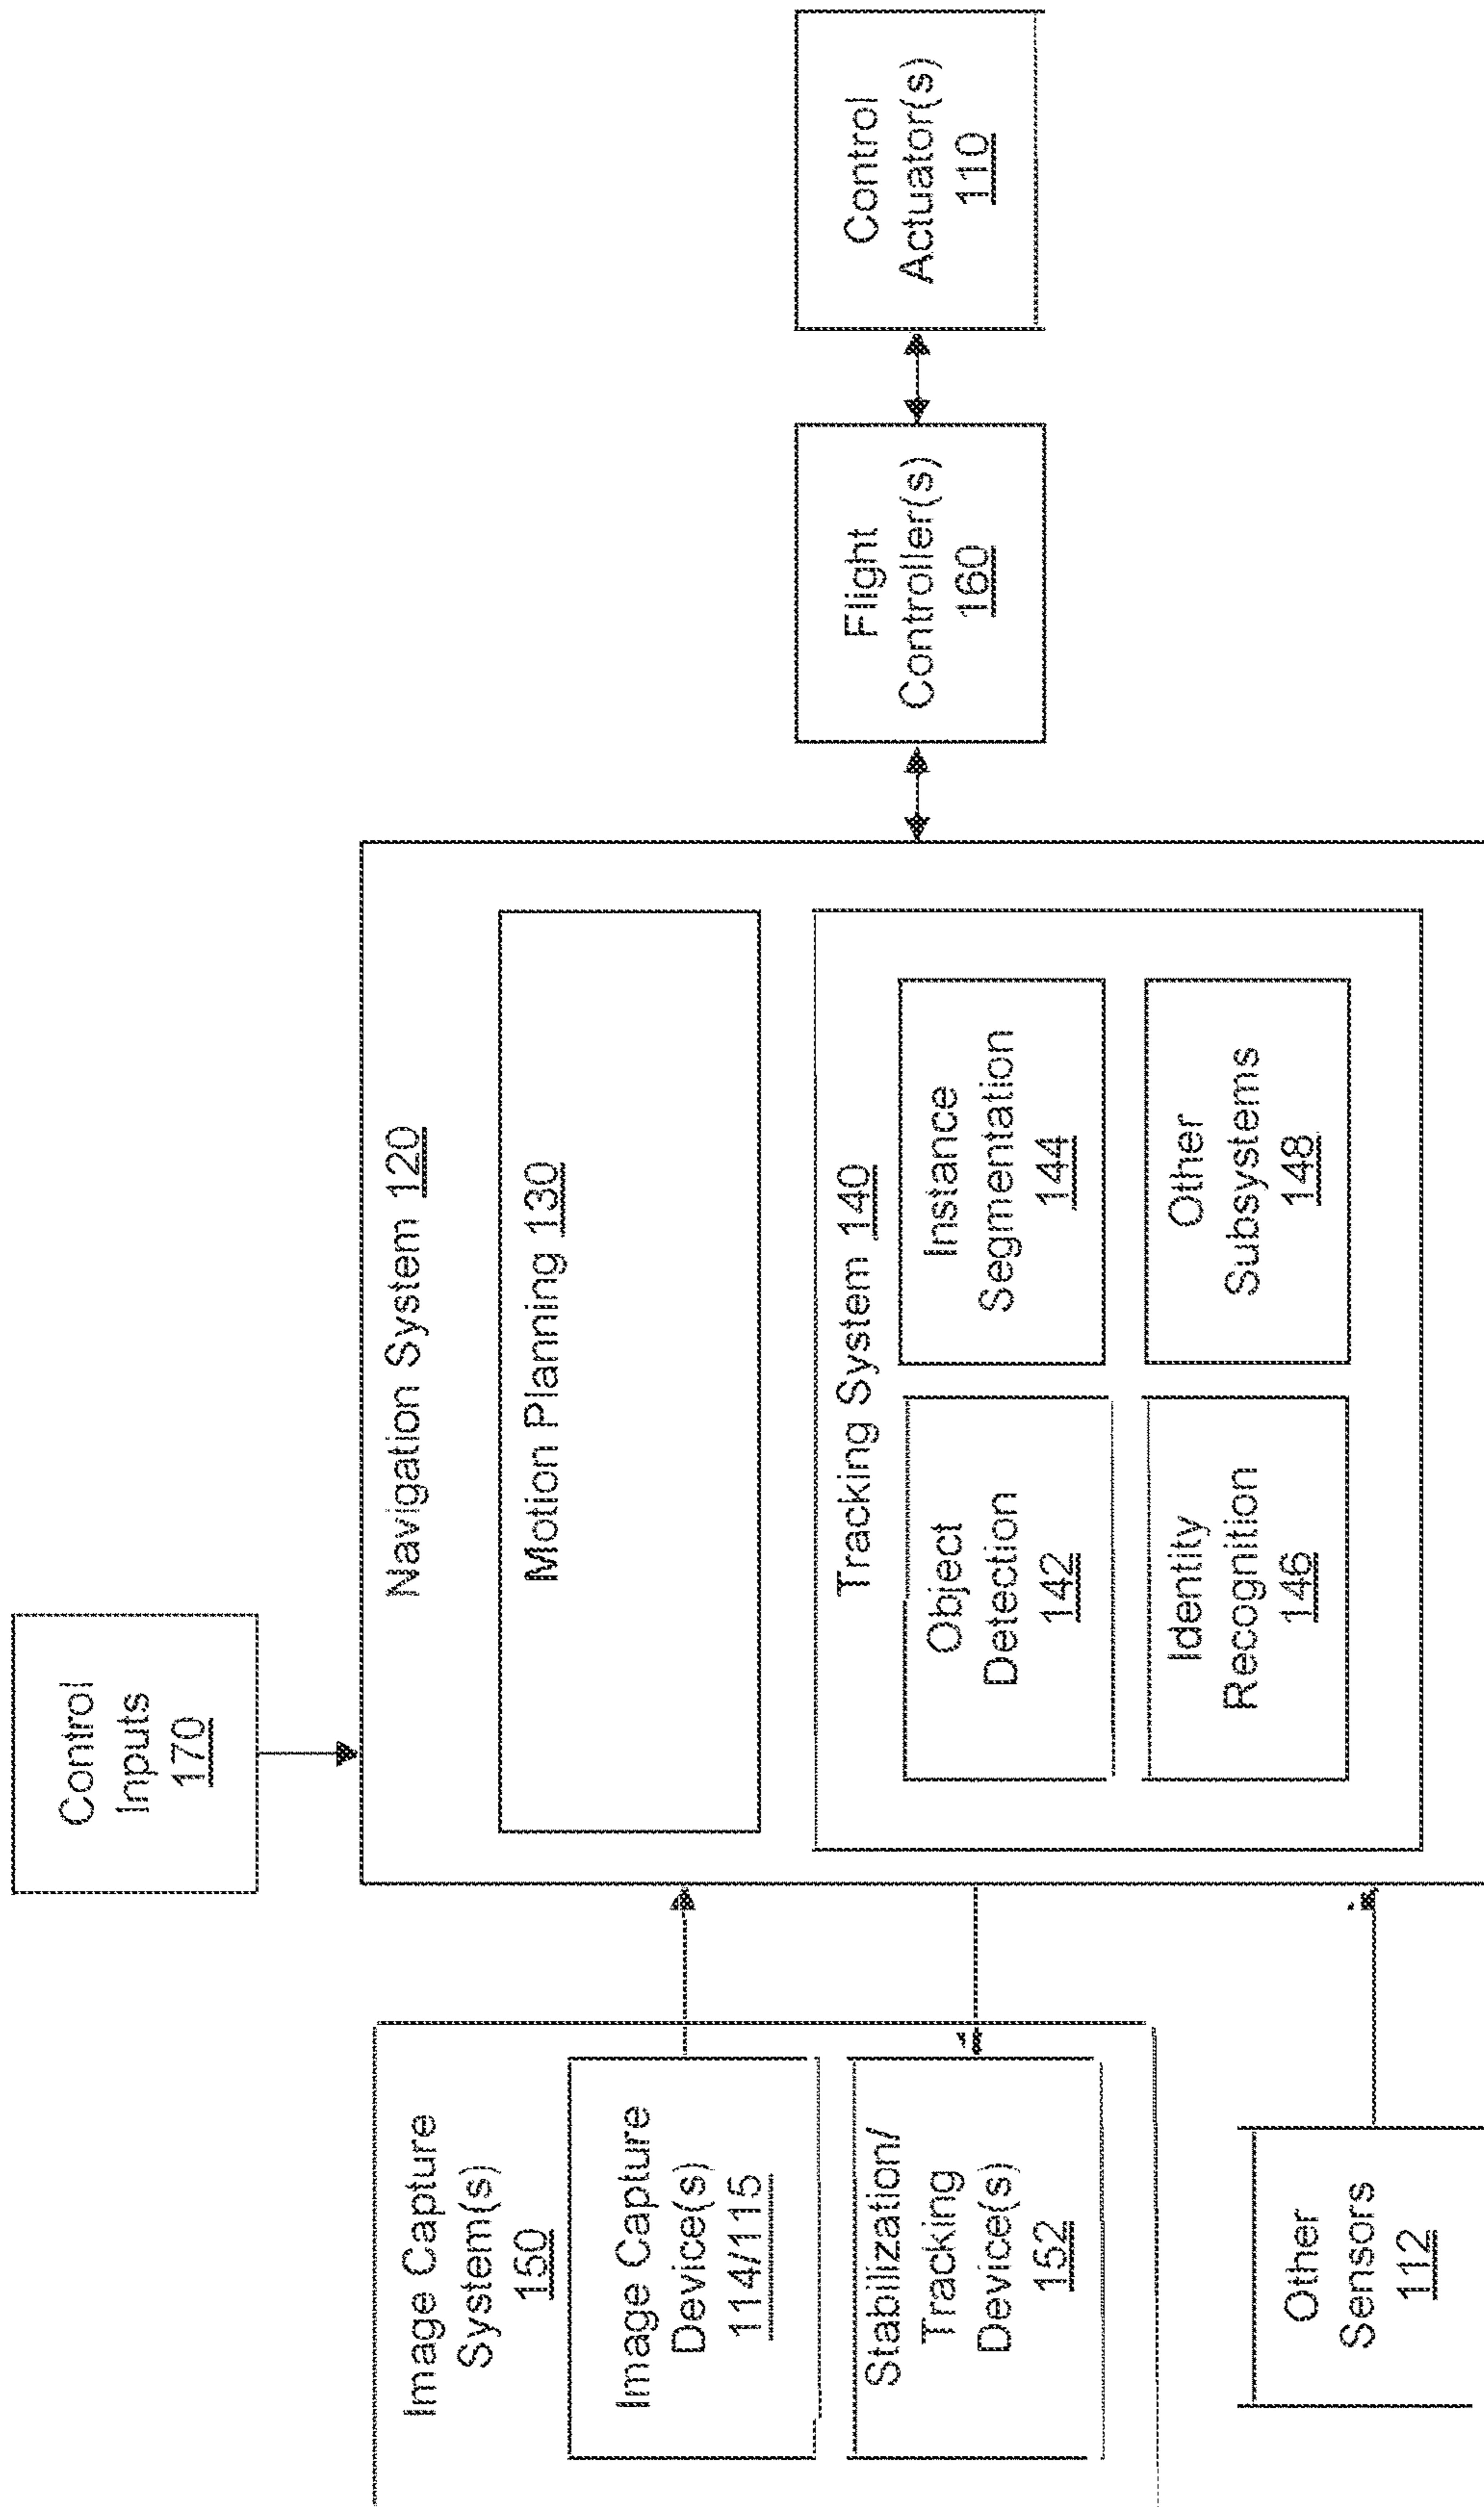 Control
Inputs
170
Navigation System 120
Motion Planning 130
Tracking System 140
Object
Detection
142
Instance
Segmentation
144
Identity
Recognition
146
Other
Subsystems
148
Image Capture
System(s)
150
Image Capture
Device(s)
114/115
Stabilization/
Tracking
Device(s)
152
Other
Sensors
112
Flight
Controller(s)
160
Control
Actuator(s)
110